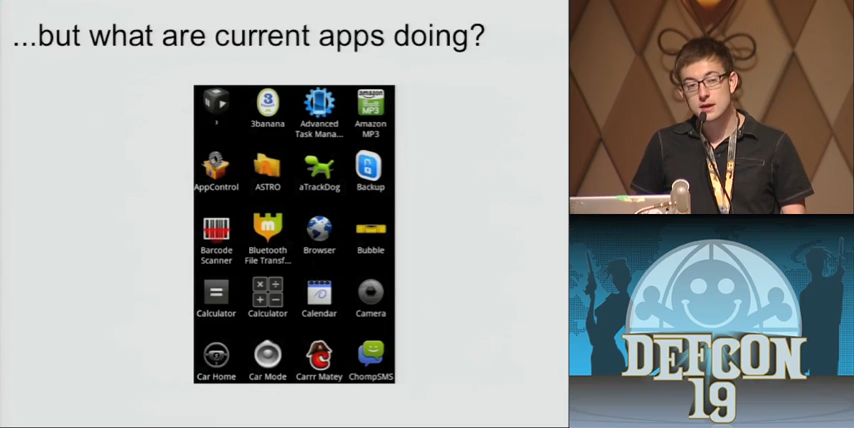 ...but what are current apps doing?
3
3banana
Advanced
Task Mana...
Amazon
MP3
amazon
MP3
3
AppControl
ASTRO
aTrackDog
Backup
Barcode
Scanner
Bluetooth
File Transf...
Browser
Bubble
m
Calculator
Calculator
Calendar
Camera
Car Home
Car Mode
Carrr Matey
ChompSMS
DEFCON
19